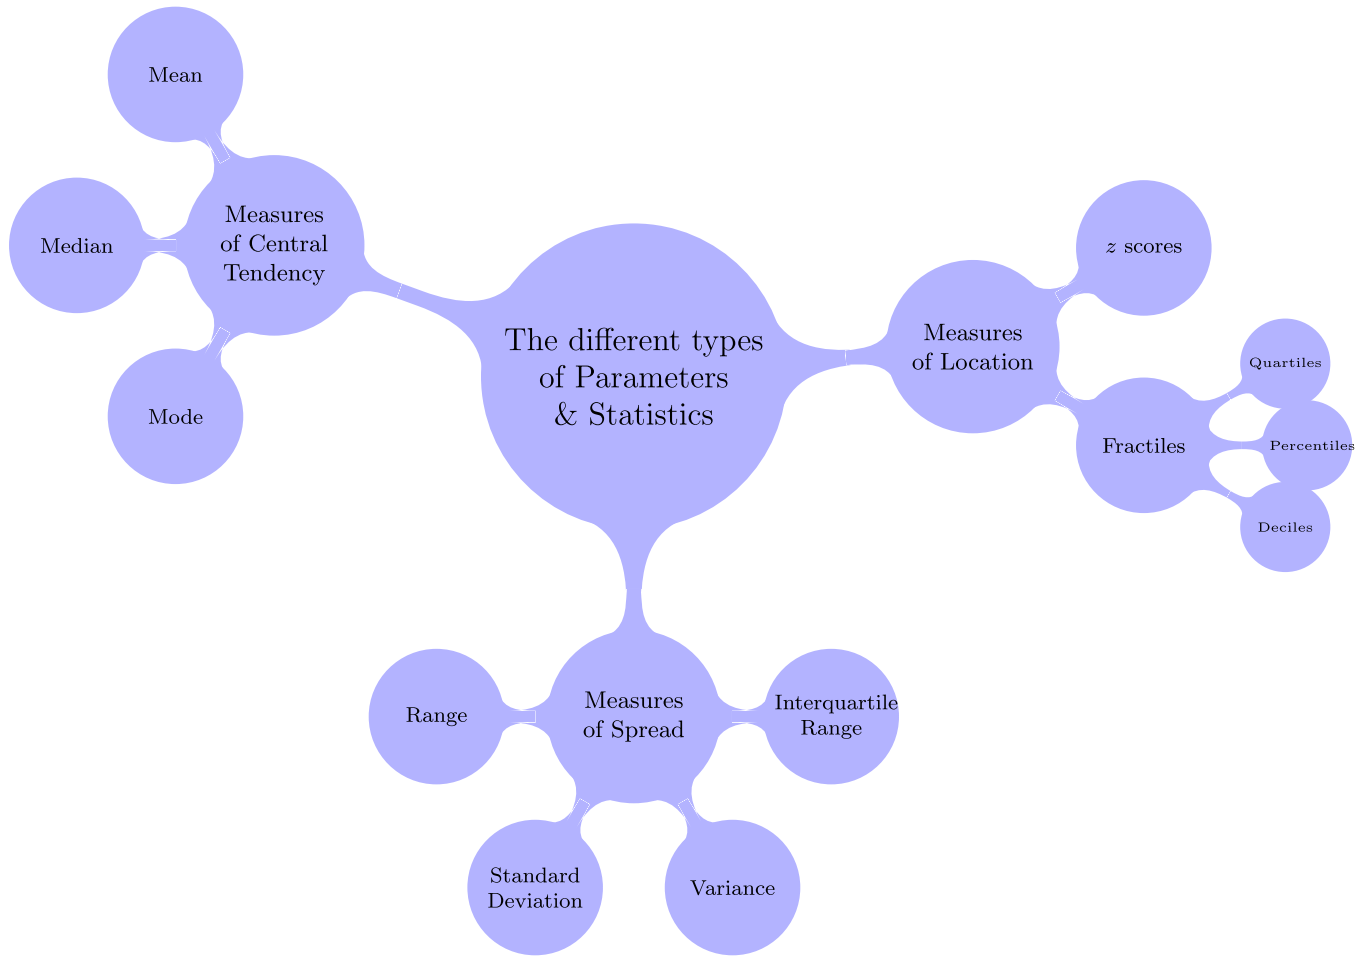 Mean
Measures
of Central
Tendency
Median
Mode
The different types
of Parameters
& Statistics
z scores
Measures
of Location
Quartiles
Fractiles
Percentiles
Deciles
Measures
of Spread
Range
Interquartile
Range
Standard
Deviation
Variance